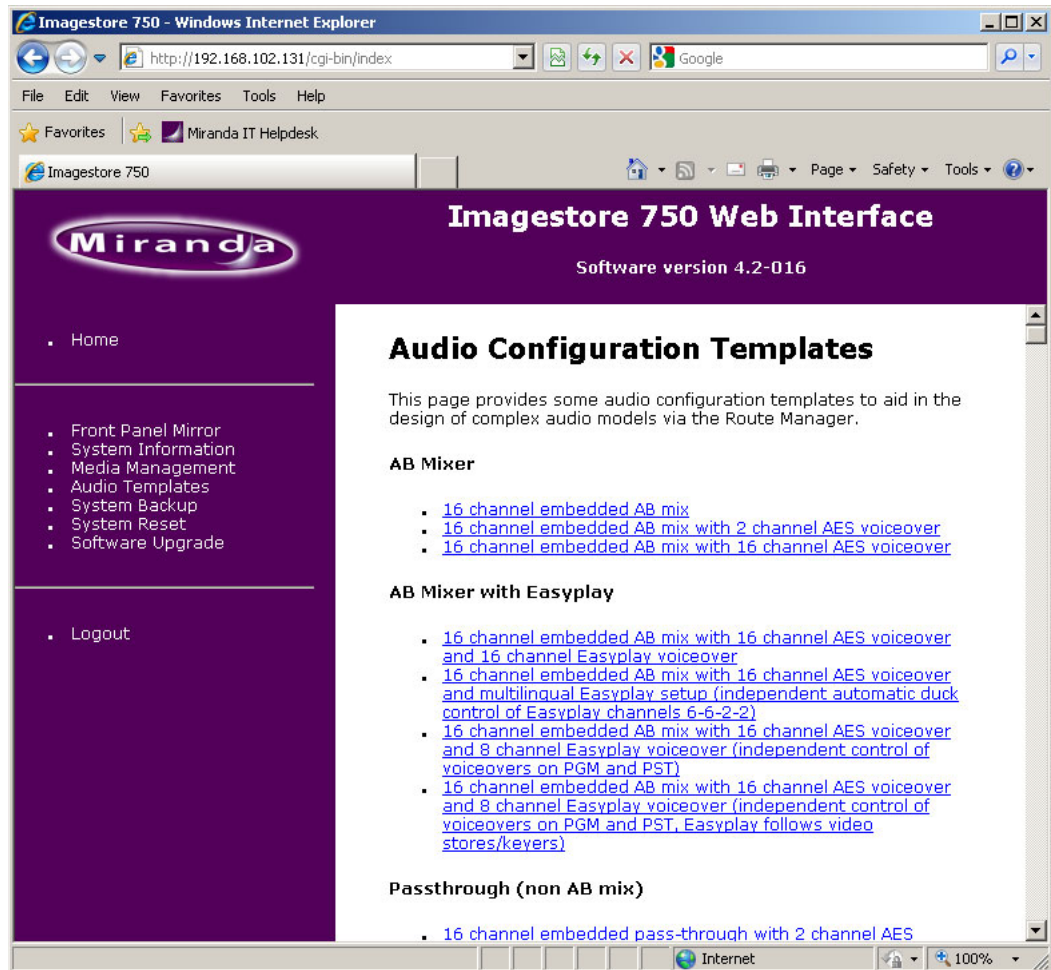 Imagestore 750 - Windows Internet Explorer
http://192.168.102.131/cgi-bin/index
Google
File Edit View Favorites Tools Help
Favorites Miranda IT Helpdesk
Imagestore 750
Page Safety Tools
Miranda
Imagestore 750 Web Interface
Software version 4.2-016
Home
Front Panel Mirror
System Information
Media Management
Audio Templates
System Backup
System Reset
Software Upgrade
Logout
Audio Configuration Templates
This page provides some audio configuration templates to aid in the
design of complex audio models via the Route Manager.
AB Mixer
16 channel embedded AB mix
16 channel embedded AB mix with 2 channel AES voiceover
16 channel embedded AB mix with 16 channel AES voiceover
AB Mixer with Easyplay
16 channel embedded AB mix with 16 channel AES voiceover
and 16 channel Easyplay voiceover
16 channel embedded AB mix with 16 channel AES voiceover
and multilingual Easyplay setup (independent automatic duck
control of Easyplay channels 6-6-2-2)
16 channel embedded AB mix with 16 channel AES voiceover
and 8 channel Easyplay voiceover (independent control of
voiceovers on PGM and PST)
16 channel embedded AB mix with 16 channel AES voiceover
and 8 channel Easyplay voiceover (independent control of
voiceovers on PGM and PST, Easyplay follows video
stores/keyers)
Passthrough (non AB mix)
16 channel embedded pass-through with 2 channel AES
Internet
100%